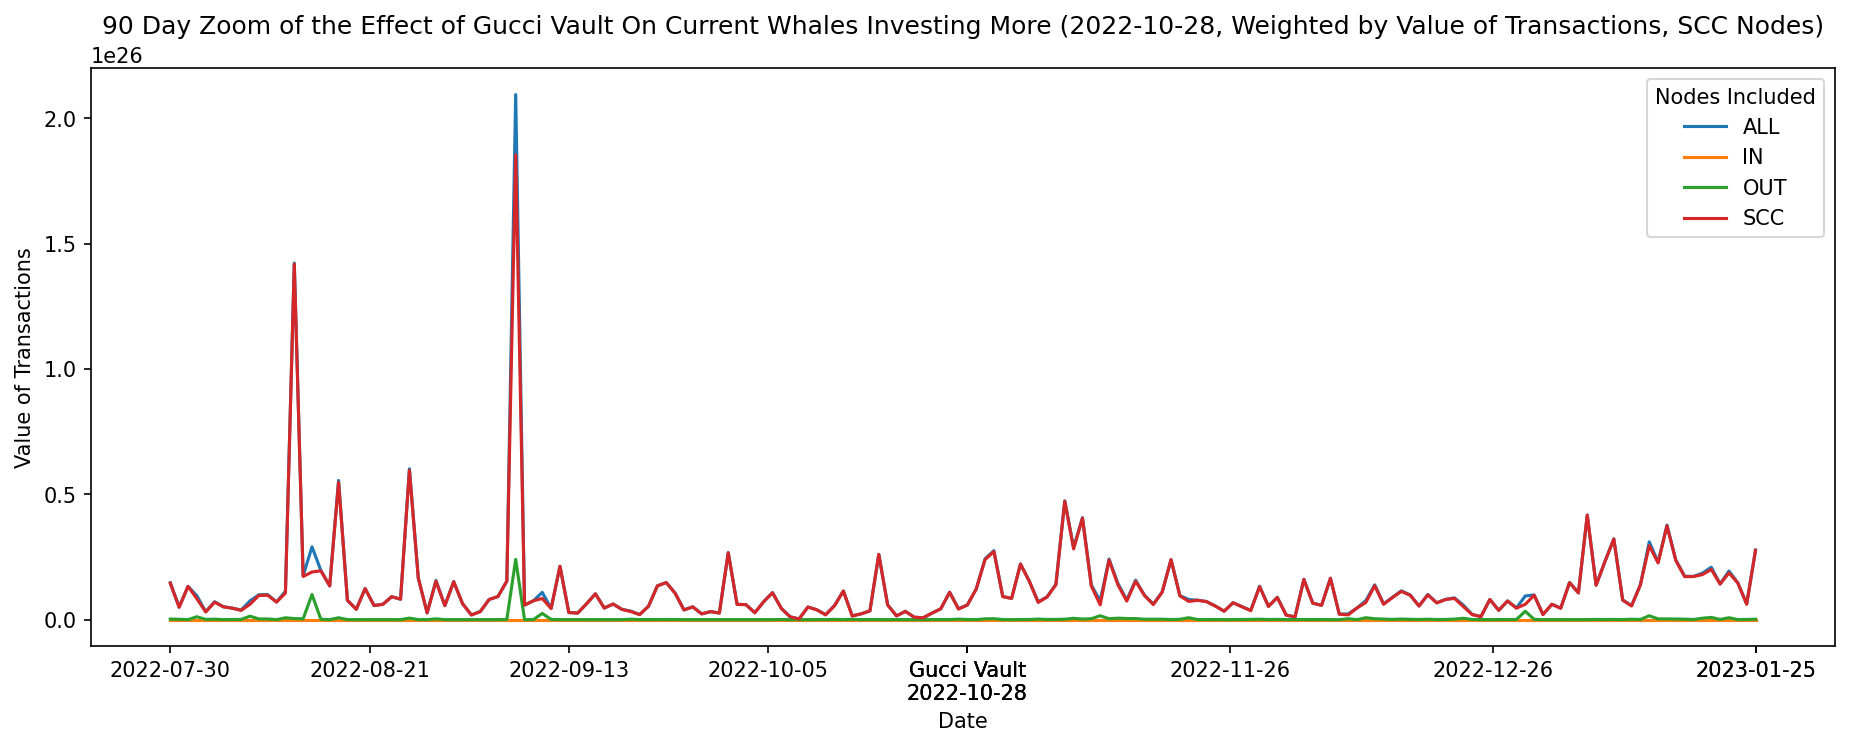 90 Day Zoom of the Effect of Gucci Vault On Current Whales Investing More (2022-10-28, Weighted by Value of Transactions, SCC Nodes)
1e26
2.0
1.5
1.0
0.5
0.0
Value of Transactions
Nodes Included
ALL
IN
OUT
SCC
2022-07-30
2022-08-21
2022-09-13
2022-10-05
Gucci Vault
2022-10-28
2022-11-26
2022-12-26
2023-01-25
Date